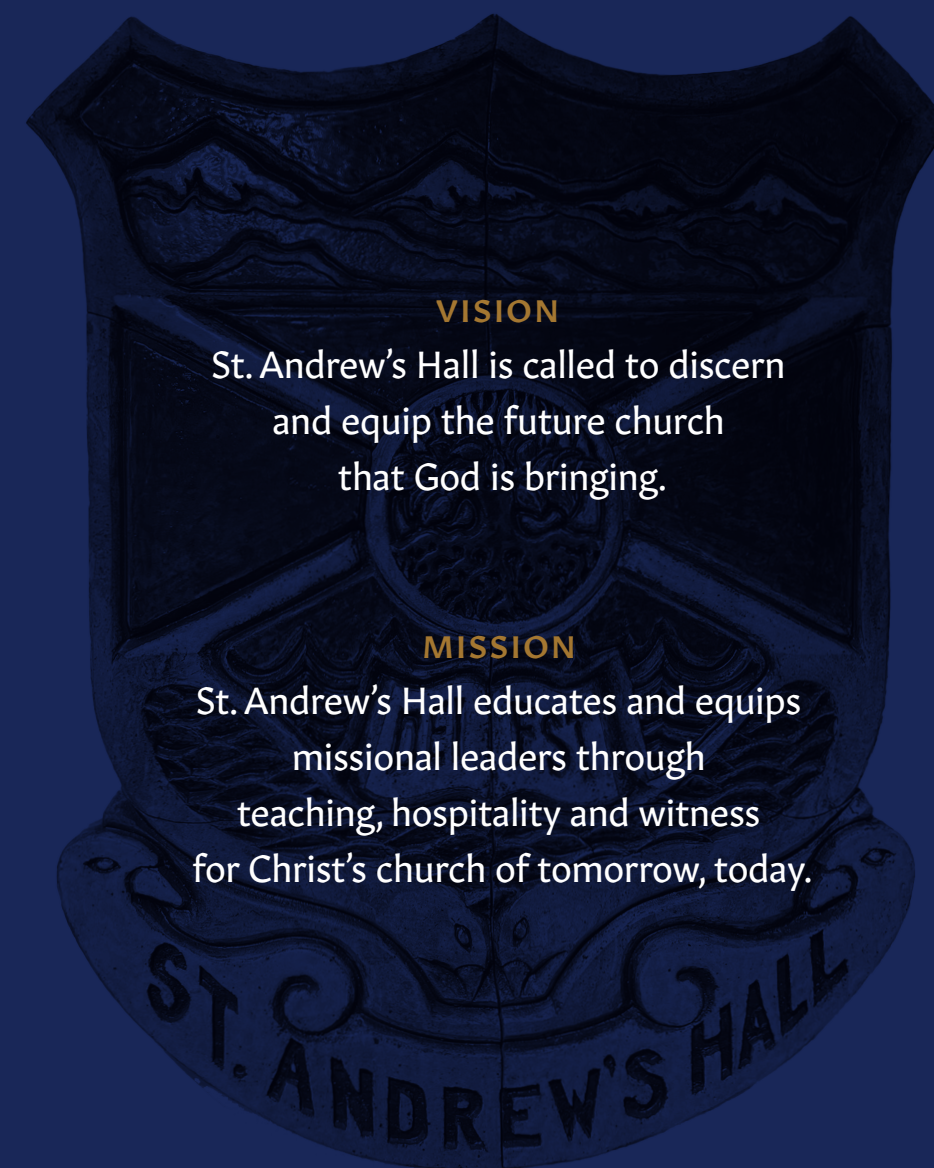 VISION
St. Andrew’s Hall is called to discern
and equip the future church
that God is bringing.
MISSION
St. Andrew’s Hall educates and equips
missional leaders through
teaching, hospitality and witness
for Christ’s church of tomorrow, today.
ST. ANDREW'S HALL